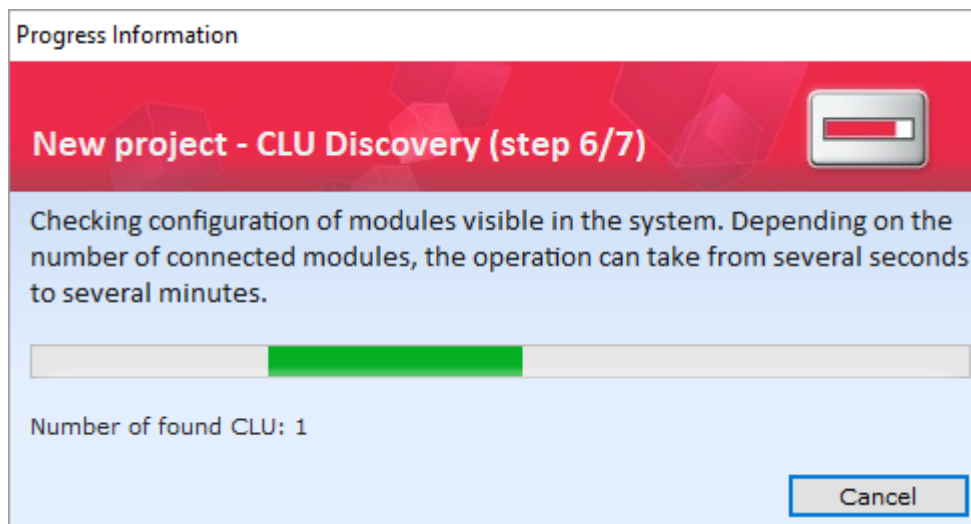 Progress Information
New project - CLU Discovery (step 6/7)
Checking configuration of modules visible in the system. Depending on the
number of connected modules, the operation can take from several seconds
to several minutes.
Number of found CLU: 1
Cancel